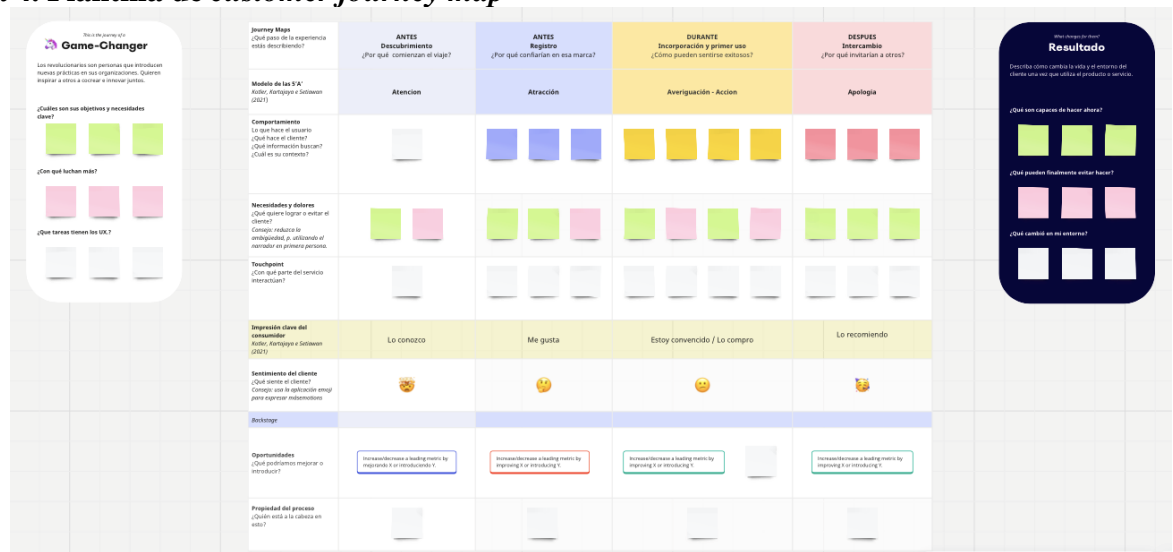 4. Plantilla de customer journey map
This is the journey of a
Game-Changer
Los revolucionarios son personas que introducen
nuevas prácticas en sus organizaciones. Quieren
inspirar a otros a cocrear e innovar juntos.
¿Cuáles son sus objetivos y necesidades
clave?
¿Con qué luchan más?
¿Que tareas tienen los UX.?
Journey Maps
¿Qué paso de la experiencia
estás describiendo?
ANTES
Descubrimiento
¿Por qué comienzan el viaje?
ANTES
Registro
¿Por qué confiarían en esa marca?
DURANTE
Incorporación y primer uso
¿Cómo pueden sentirse exitosos?
DESPUES
Intercambio
¿Por qué invitarían a otros?
Modelo de las 5'A'
Kotler, Kartajaya e Setiawan
(2021)
Atencion
Atracción
Averiguação - Accion
Apologia
Comportamiento
Lo que hace el usuario
¿Qué hace el cliente?
¿Qué información buscan?
¿Cuál es su contexto?
Necesidades y dolores
¿Qué quiere lograr o evitar el
cliente?
Consejo: reduzca la
ambigüedad, p. utilizando el
narrador en primera persona.
Touchpoint
¿Con qué parte del servicio
interactúan?
Impresión clave del
consumidor
Kotler, Kartajaya e Setiawan
(2021)
Lo conozco
Me gusta
Estoy convencido / Lo compro
Lo recomiendo
Sentimiento del cliente
¿Qué siente el cliente?
Consejo: usa la aplicación emoji
para expresar másemotions
Backstage
Oportunidades
¿Qué podríamos mejorar o
introducir?
Increase/decrease a leading metric by
mejorando X or introduciendo Y.
Increase/decrease a leading metric by
improving X or introducing Y.
Increase/decrease a leading metric by
improving X or introducing Y.
Increase/decrease a leading metric by
improving X or introducing Y.
Propiedad del proceso
¿Quién está a la cabeza en
esto?
What changes for them?
Resultado
Describa cómo cambia la vida y el entorno del
cliente una vez que utiliza el producto o servicio.
¿Qué son capaces de hacer ahora?
¿Qué pueden finalmente evitar hacer?
¿Qué cambió en mi entorno?